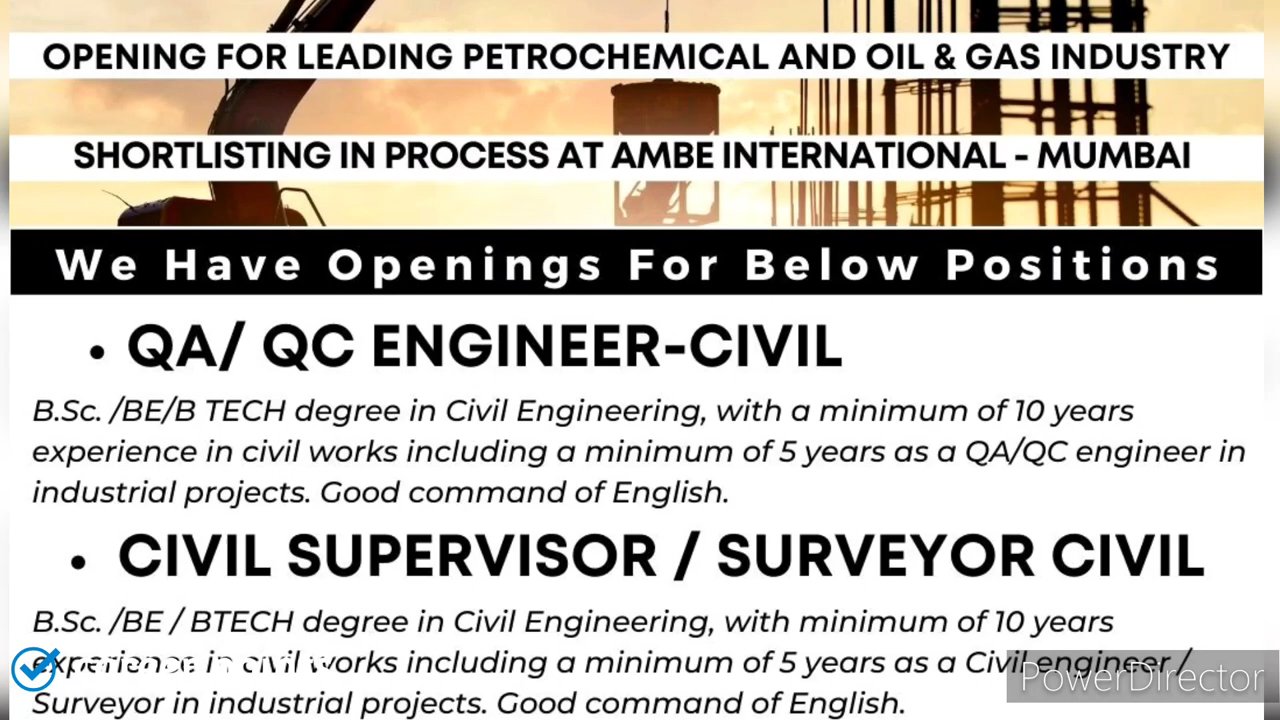 OPENING FOR LEADING PETROCHEMICAL AND OIL & GAS INDUSTRY
SHORTLISTING IN PROCESS AT AMBE INTERNATIONAL - MUMBAI
We Have Openings For Below Positions
• QA/ QC ENGINEER-CIVIL
B.Sc. /BE/B TECH degree in Civil Engineering, with a minimum of 10 years
experience in civil works including a minimum of 5 years as a QA/QC engineer in
industrial projects. Good command of English.
• CIVIL SUPERVISOR / SURVEYOR CIVIL
B.Sc. /BE / BTECH degree in Civil Engineering, with minimum of 10 years
experience in civil works including a minimum of 5 years as a Civil engineer /
Surveyor in industrial projects. Good command of English.
PowerDirector